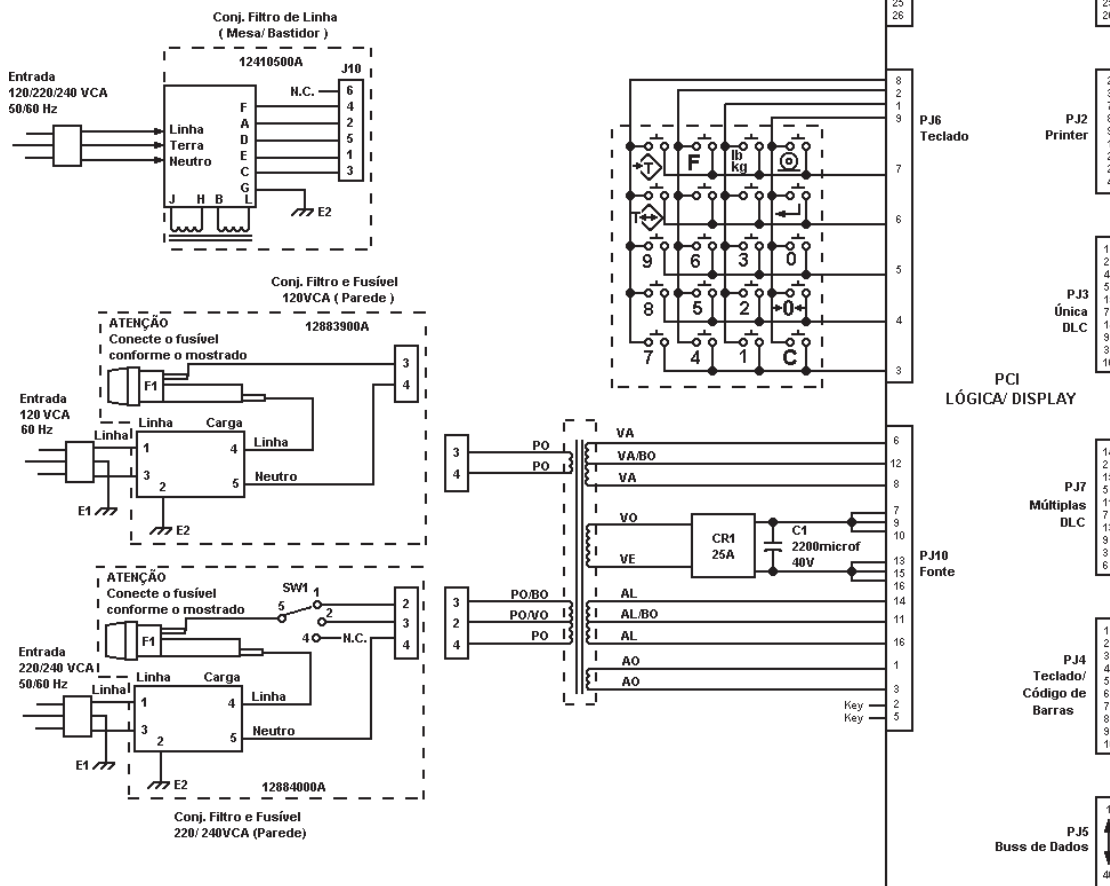 Conj. Filtro de Linha
( Mesa/ Bastidor )
12410500A
J10
Entrada
120/220/240 VCA
50/60 Hz
Linha
Terra
Neutro
F
A
D
E
C
G
J H B L
N.C.
6
4
2
5
1
3
E2
Conj. Filtro e Fusível
120VCA ( Parede )
ATENÇÃO
Conecte o fusível
conforme o mostrado
12883900A
F1
3
4
Entrada
120 VCA
60 Hz
Linha
Linha
Carga
1
3
2
4
5
Linha
Neutro
E1
E2
ATENÇÃO
Conecte o fusível
conforme o mostrado
SW1
1
5
2
4
N.C.
2
3
4
F1
Entrada
220/240 VCA
50/60 Hz
Linha
Linha
Carga
1
3
2
4
5
Linha
Neutro
E1
E2
12884000A
Conj. Filtro e Fusível
220/ 240VCA (Parede)
25
26
8
2
1
9
7
6
5
4
3
PJ6
Teclado
T
F
lb
kg
T
9 6 3 0
8 5 2 0
7 4 1 C
3
4
PO
PO
VA
VA/BO
VA
VO
VE
CR1
25A
C1
2200microf
40V
3
2
4
PO/BO
PO/VO
PO
AL
AL/BO
AL
AO
AO
Key
Key
6
12
8
7
9
10
13
15
16
14
11
16
1
3
2
5
PJ10
Fonte
PCI
LÓGICA/ DISPLAY
PJ2
Printer
PJ3
Única
DLC
PJ7
Múltiplas
DLC
PJ4
Teclado/
Código de
Barras
PJ5
Buss de Dados